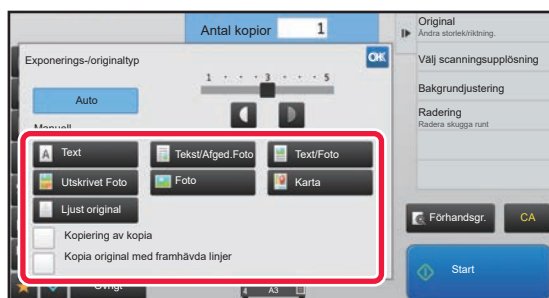 Antal kopior 1
Exponerings-/originaltyp
OK
1 · · · 3 · · · 5
Auto
Manuell
Text
Tekst/Afged.Foto
Text/Foto
Utskrivet Foto
Foto
Karta
Ljust original
Kopiering av kopia
Kopia original med framhävda linjer
Övrigt
A3
Original
Ändra storlek/riktning.
Välj scanningsupplösning
Bakgrundjustering
Radering
Radera skugga runt
Förhandsgr.
CA
Start